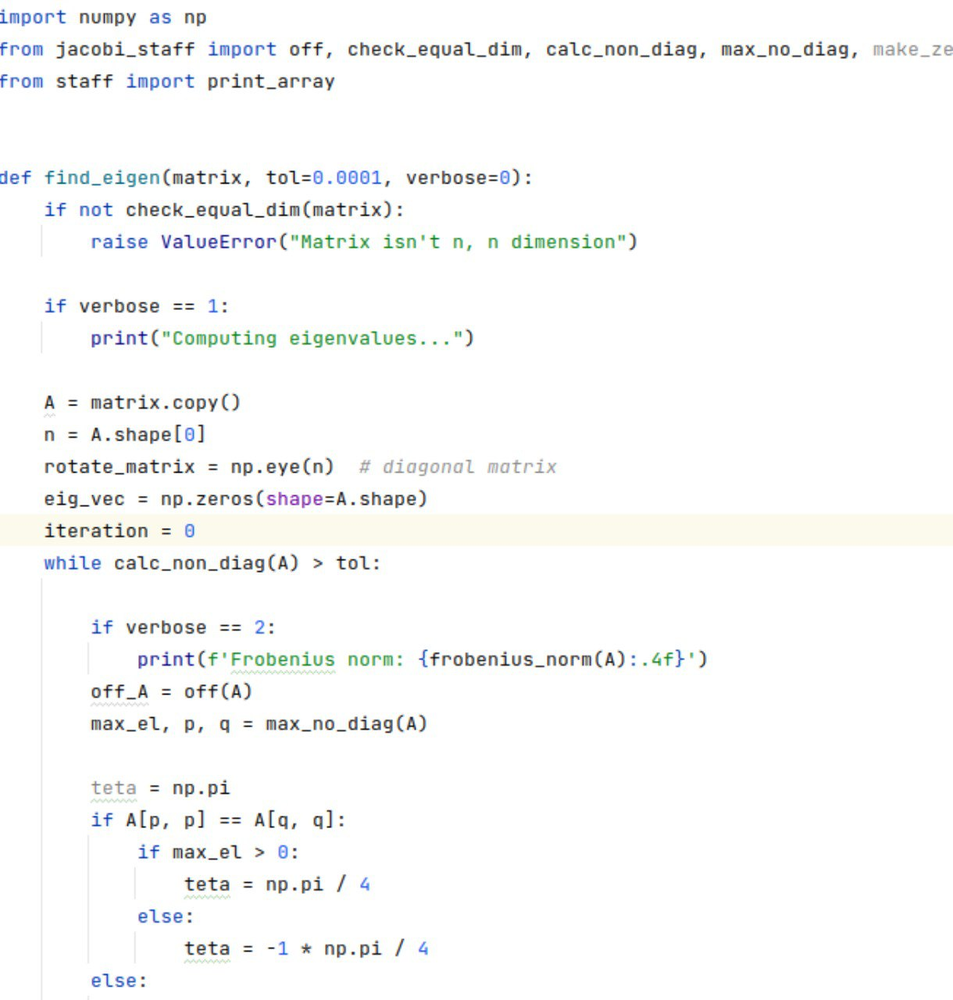 import numpy as np
from jacobi_staff import off, check_equal_dim, calc_non_diag, max_no_diag, make_ze
from staff import print_array
def find_eigen(matrix, tol=0.0001, verbose=0):
    if not check_equal_dim(matrix):
        raise ValueError("Matrix isn't n, n dimension")
    if verbose == 1:
        print("Computing eigenvalues...")
    A = matrix.copy()
    n = A.shape[0]
    rotate_matrix = np.eye(n)  # diagonal matrix
    eig_vec = np.zeros(shape=A.shape)
    iteration = 0
    while calc_non_diag(A) > tol:
        if verbose == 2:
            print(f'Frobenius norm: {frobenius_norm(A):.4f}')
        off_A = off(A)
        max_el, p, q = max_no_diag(A)
        teta = np.pi
        if A[p, p] == A[q, q]:
            if max_el > 0:
                teta = np.pi / 4
            else:
                teta = -1 * np.pi / 4
        else: